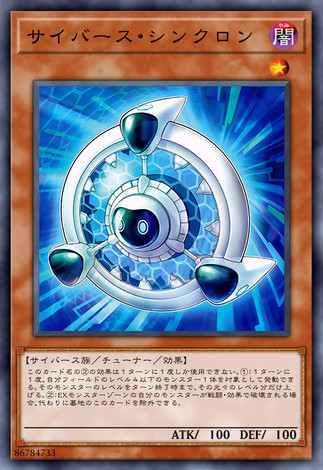 サイバース・シンクロン
闇
やみ
【サイバース族/チューナー/効果】
このカード名の②の効果は1ターンに1度しか使用できない。①:1ターンに
1度、自分フィールドのレベル4以下のモンスター1体を対象として発動でき
る。そのモンスターのレベルをターン終了時まで、その元々のレベル分だけ上
げる。②:EXモンスターゾーンの自分のモンスターが戦闘・効果で破壊される場
合、代わりに墓地のこのカードを除外できる。
ATK/ 100 DEF/ 100
86784733